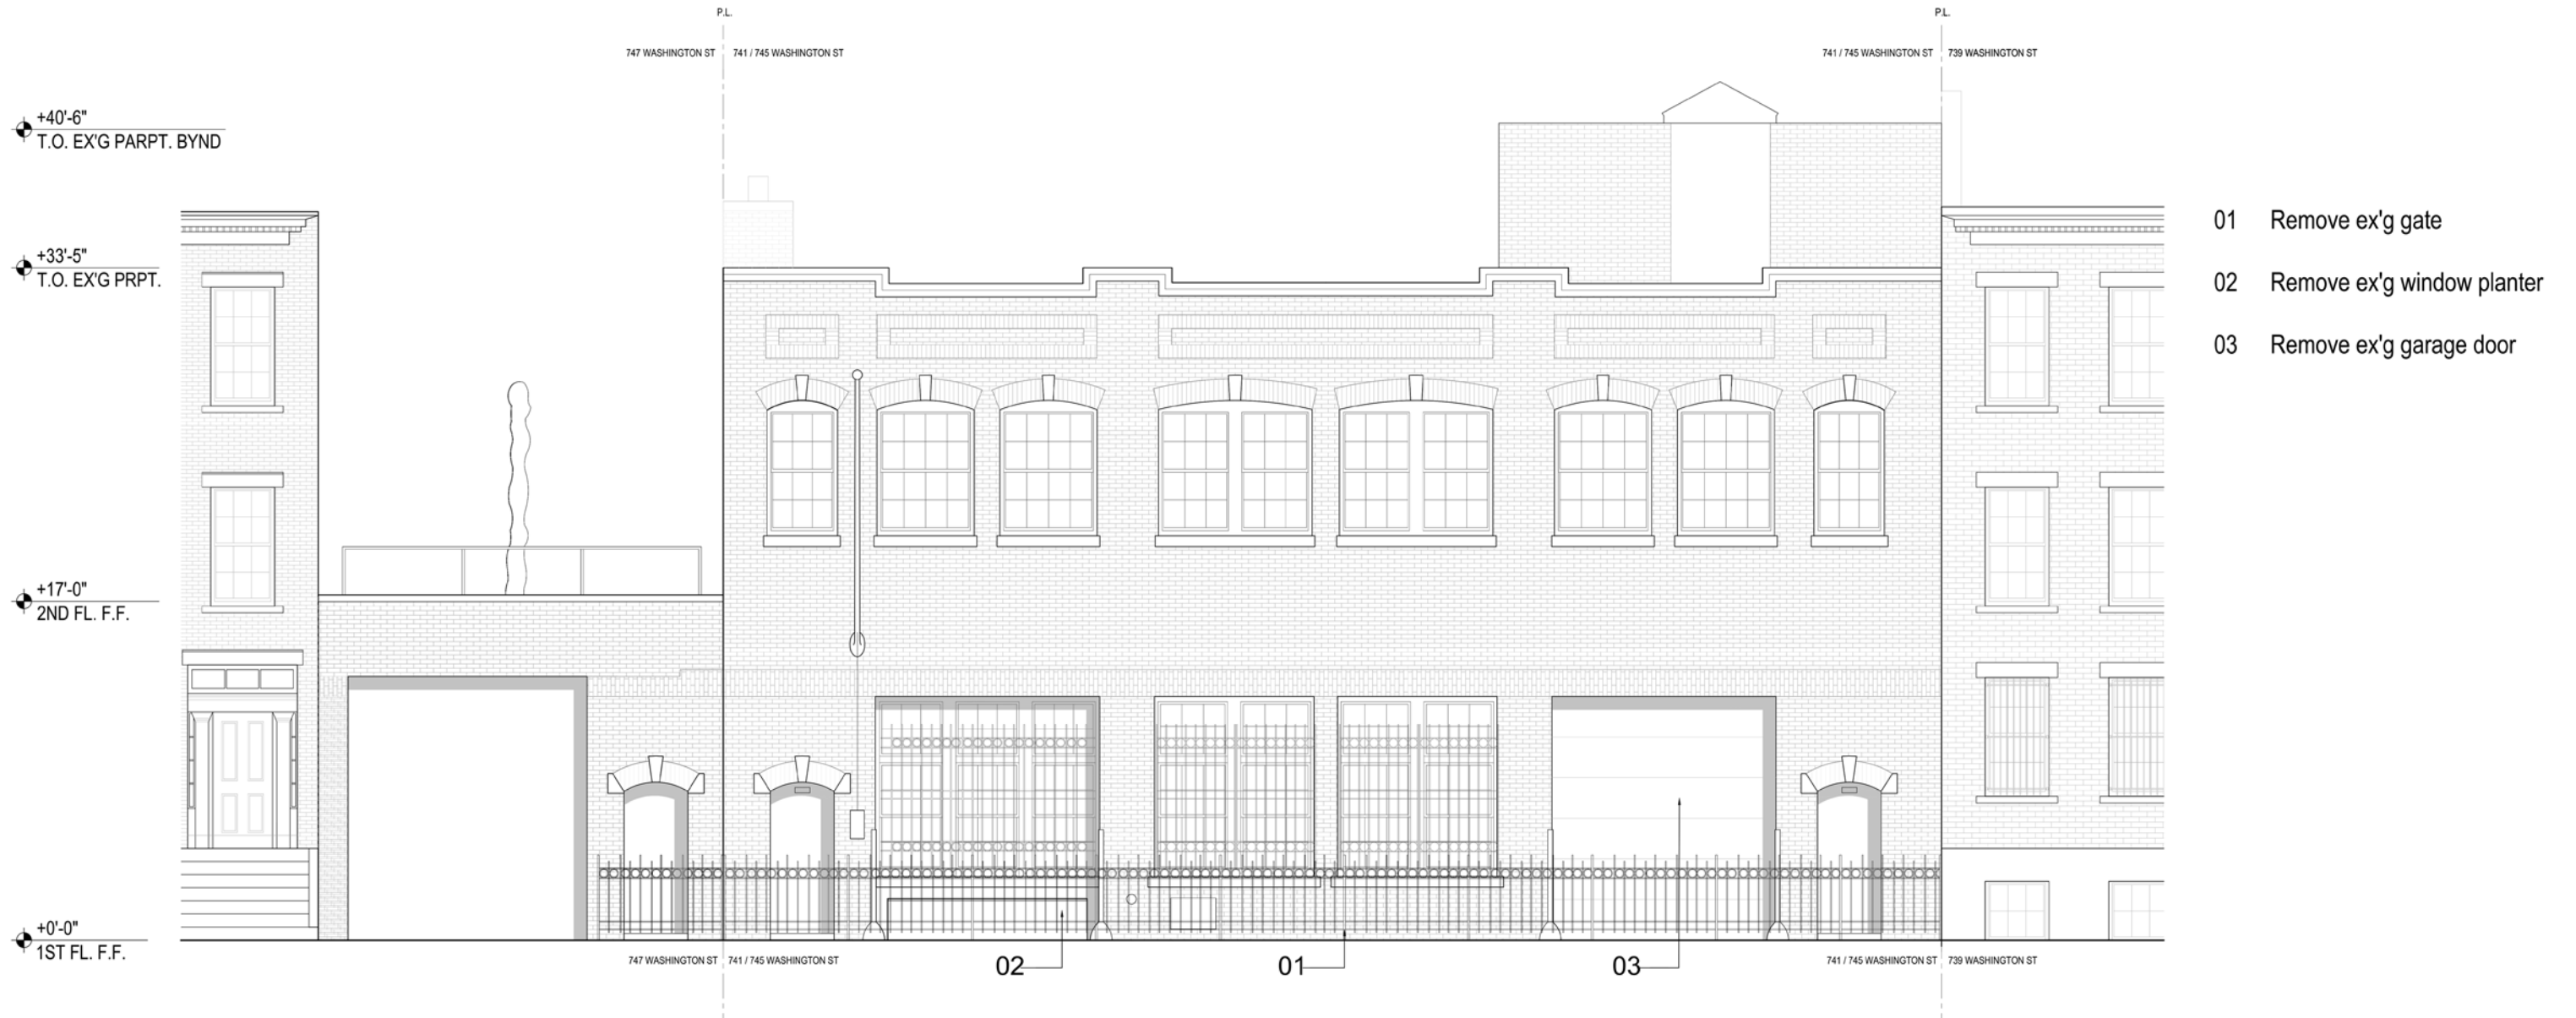 P.L.
P.L.
747 WASHINGTON ST
741 / 745 WASHINGTON ST
741 / 745 WASHINGTON ST
739 WASHINGTON ST
+40'-6"
T.O. EX'G PARPT. BYND
+33'-5"
T.O. EX'G PRPT.
+17'-0"
2ND FL. F.F.
+0'-0"
1ST FL. F.F.
01 Remove ex'g gate
02 Remove ex'g window planter
03 Remove ex'g garage door
747 WASHINGTON ST
741 / 745 WASHINGTON ST
741 / 745 WASHINGTON ST
739 WASHINGTON ST
02
01
03